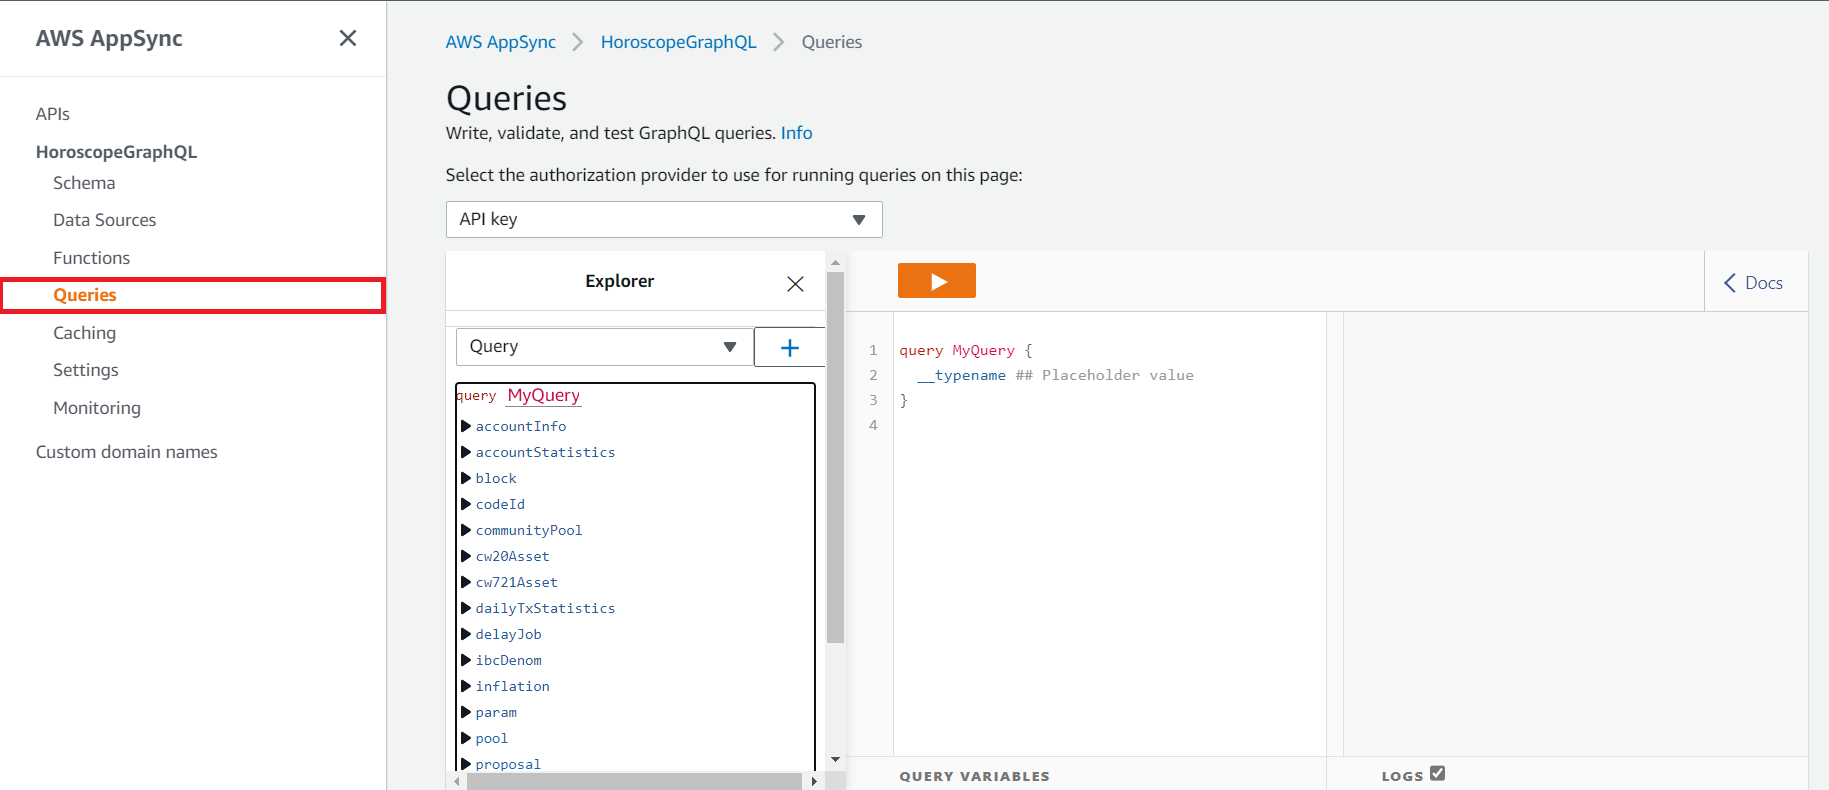 AWS AppSync
APIs
HoroscopeGraphQL
Schema
Data Sources
Functions
Queries
Caching
Settings
Monitoring
Custom domain names
AWS AppSync > HoroscopeGraphQL > Queries
Queries
Write, validate, and test GraphQL queries. Info
Select the authorization provider to use for running queries on this page:
API key
Explorer
Query
query MyQuery
accountInfo
accountStatistics
block
codeId
communityPool
cw20Asset
cw721Asset
dailyTxStatistics
delayJob
ibcDenom
inflation
param
pool
proposal
Docs
1 query MyQuery {
2 __typename ## Placeholder value
3 }
4
QUERY VARIABLES
LOGS